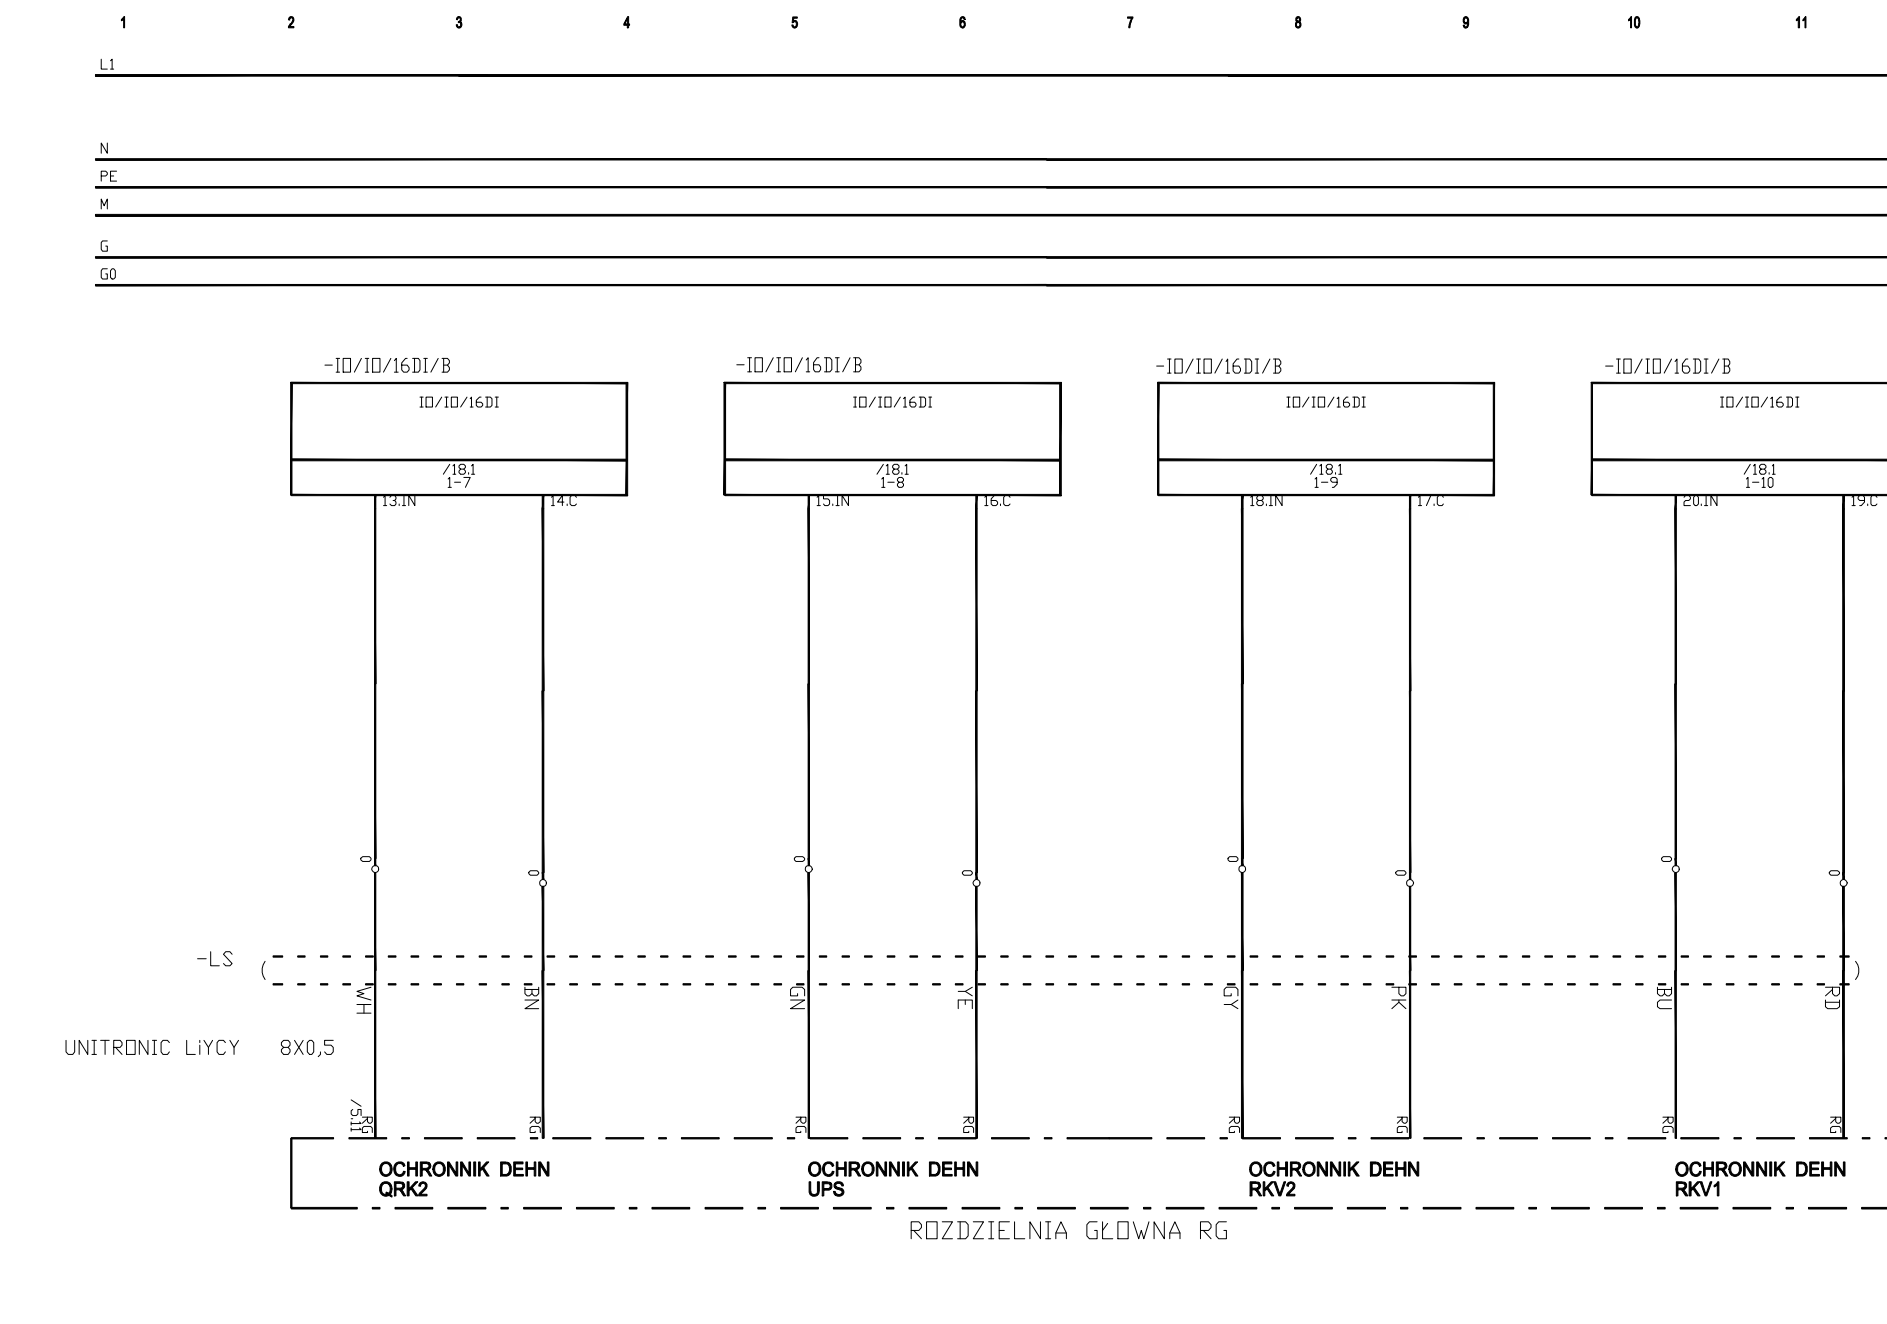 1 2 3 4 5 6 7 8 9 10 11
L1
N
PE
M
G
G0
-IO/IO/16DI/B -IO/IO/16DI/B -IO/IO/16DI/B -IO/IO/16DI/B
IO/IO/16DI IO/IO/16DI IO/IO/16DI IO/IO/16DI
/18.1 /18.1 /18.1 /18.1
1-7 1-8 1-9 1-10
13.IN 14.C 15.IN 16.C 18.IN 17.C 20.IN 19.C
0 0 0 0 0 0 0 0
-LS
WH BN GN YE GY PK BU RD
UNITRONIC LiYCY 8X0,5
/5.11
RG RG RG RG RG RG RG RG
OCHRONNIK DEHN OCHRONNIK DEHN OCHRONNIK DEHN OCHRONNIK DEHN
QRK2 UPS RKV2 RKV1
ROZDZIELNIA GŁOWNA RG